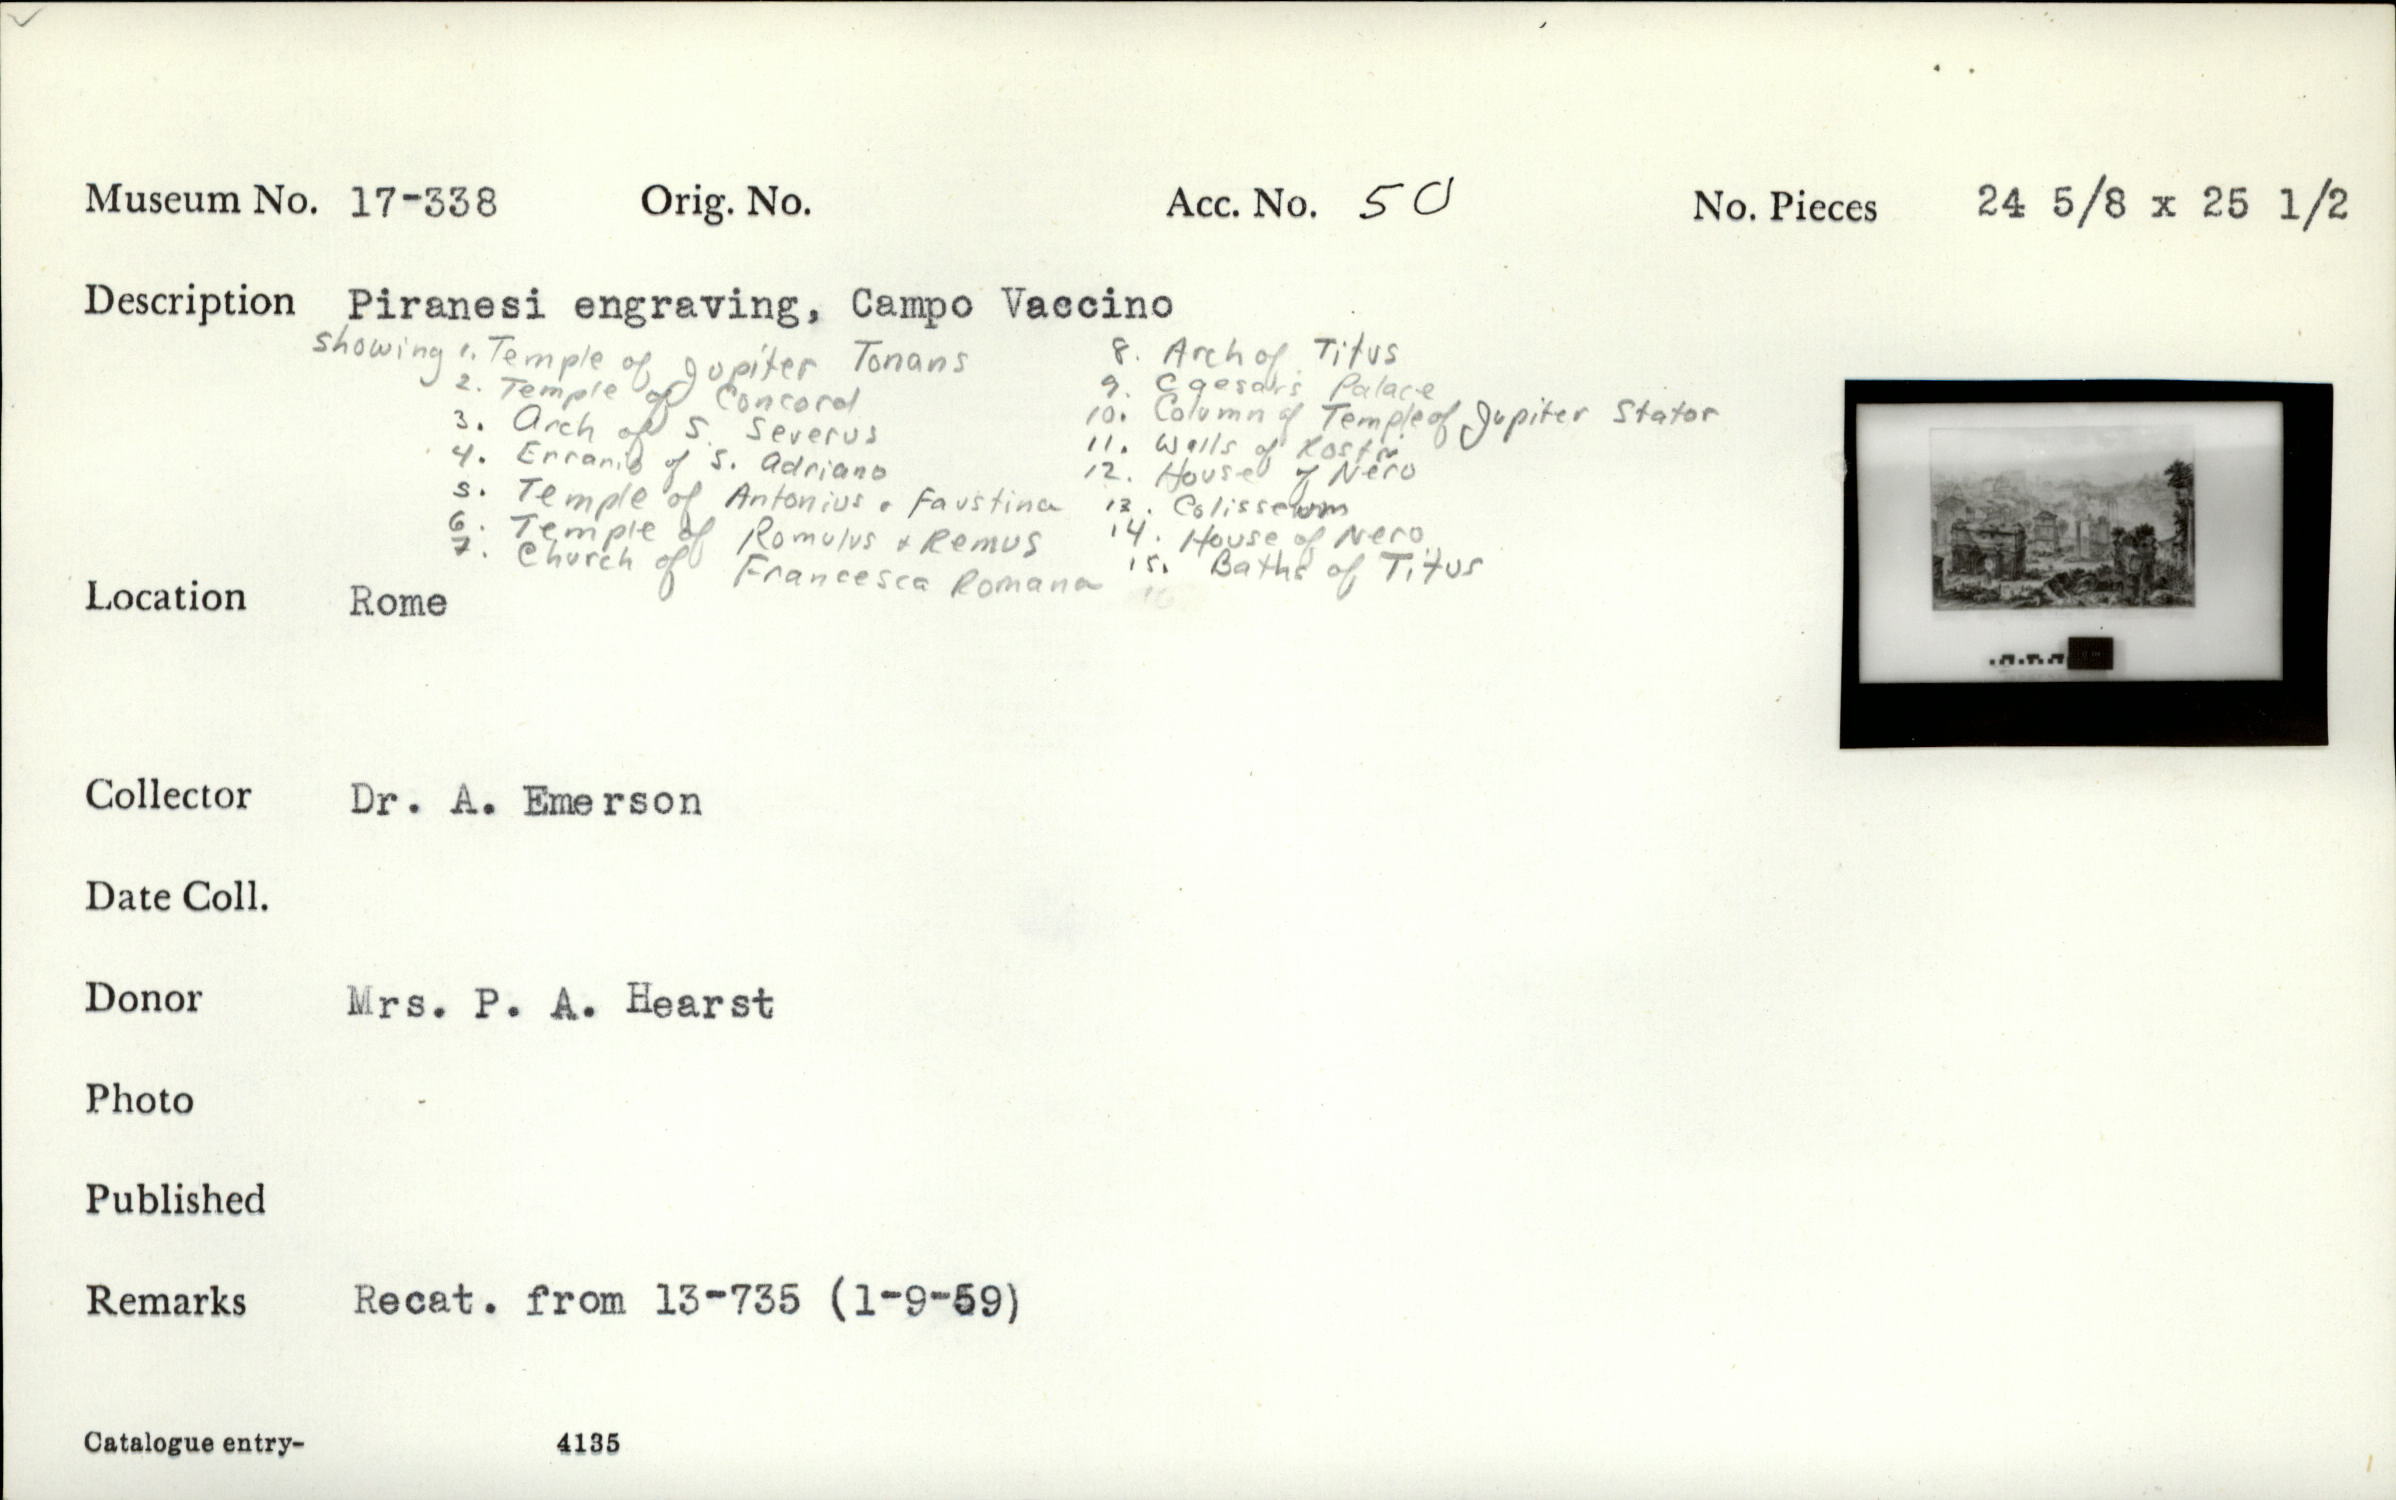 Museum No. 17-338 Orig. No. Acc. No. 50 No. Pieces 24 5/8 x 25 1/2
Description Piranesi engraving, Campo Vaccino
showing 1. Temple of Jupiter Tonans
2. Temple of Concord
3. Arch of S. Severus
4. Errario of S. Adriano
5. Temple of Antonius + Faustina
6. Temple of Romulus + Remus
7. Church of Francesca Romana
8. Arch of Titus
9. Caesar's Palace
10. Column of Temple of Jupiter Stator
11. Walls of Rostri
12. House of Nero
13. Colisseum
14. House of Nero
15. Baths of Titus
Location Rome
Collector Dr. A. Emerson
Date Coll.
Donor Mrs. P. A. Hearst
Photo
Published
Remarks Recat. from 13-735 (1-9-59)
Catalogue entry- 4135